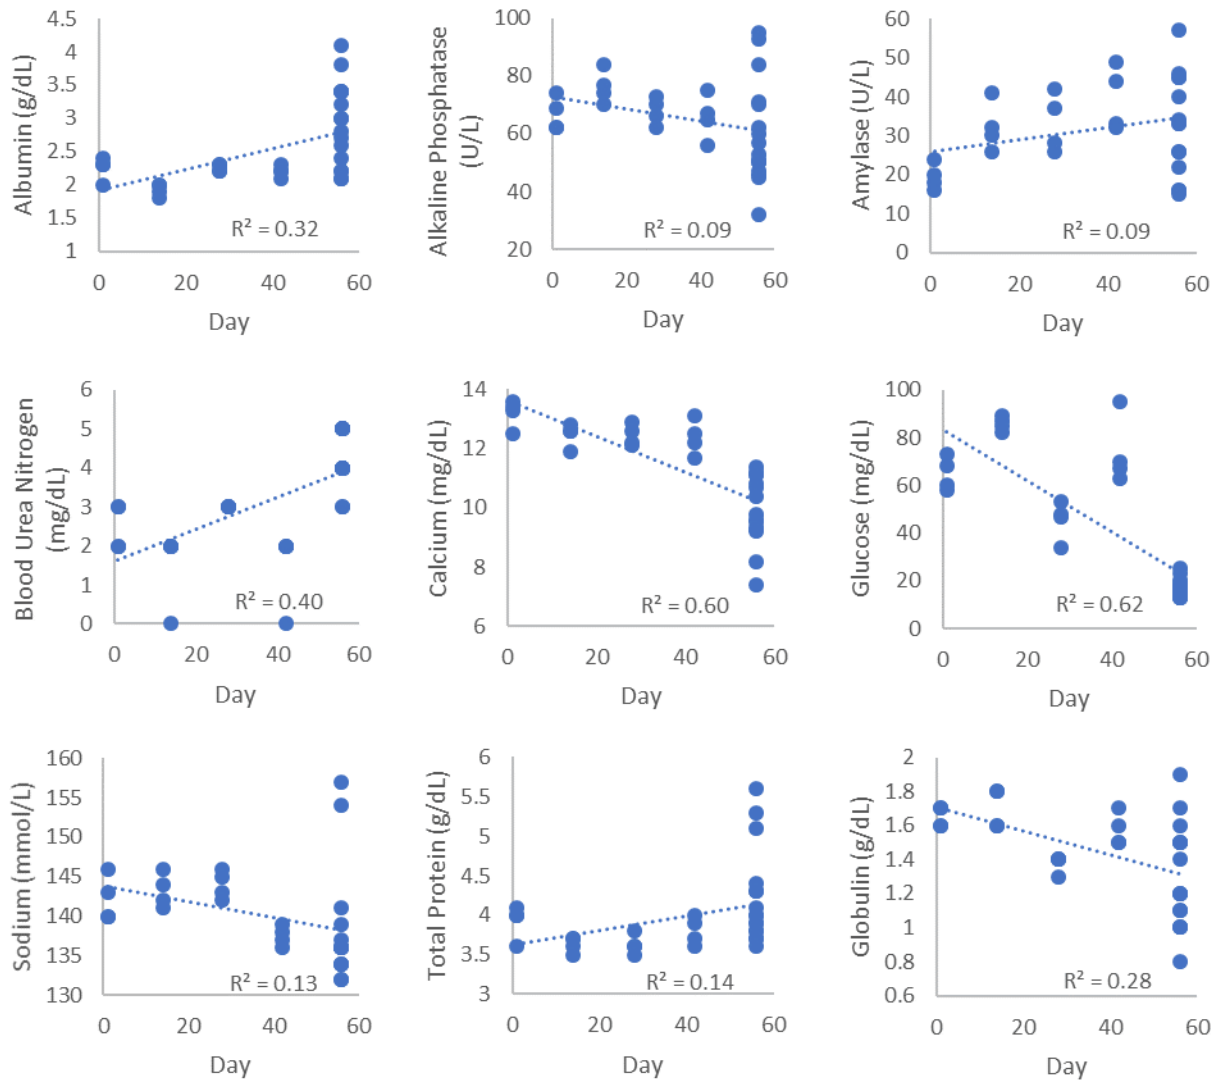 Albumin (g/dL)
4.5
4
3.5
3
2.5
2
1.5
1
R² = 0.32
0 20 40 60
Day
Alkaline Phosphatase
(U/L)
100
80
60
40
20
R² = 0.09
0 20 40 60
Day
Amylase (U/L)
60
50
40
30
20
10
0
R² = 0.09
0 20 40 60
Day
Blood Urea Nitrogen
(mg/dL)
6
5
4
3
2
1
0
R² = 0.40
0 20 40 60
Day
Calcium (mg/dL)
14
12
10
8
6
R² = 0.60
0 20 40 60
Day
Glucose (mg/dL)
100
80
60
40
20
0
R² = 0.62
0 20 40 60
Day
Sodium (mmol/L)
160
155
150
145
140
135
130
R² = 0.13
0 20 40 60
Day
Total Protein (g/dL)
6
5.5
5
4.5
4
3.5
3
R² = 0.14
0 20 40 60
Day
Globulin (g/dL)
2
1.8
1.6
1.4
1.2
1
0.8
0.6
R² = 0.28
0 20 40 60
Day